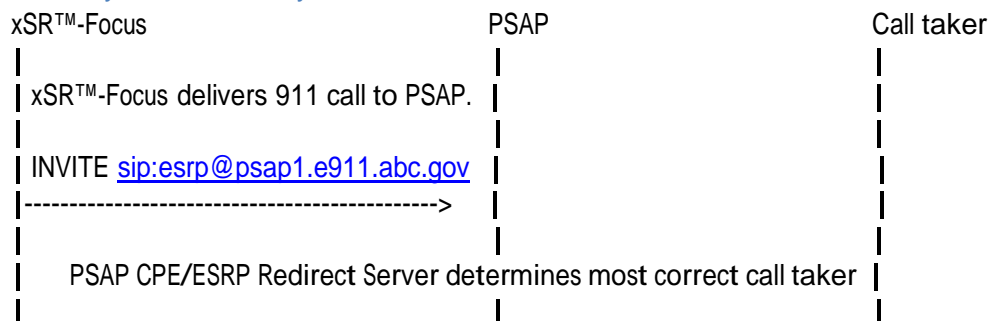 xSR™-Focus PSAP Call taker
xSR™-Focus delivers 911 call to PSAP.
INVITE sip:esrp@psap1.e911.abc.gov
-------------------------------------------->
PSAP CPE/ESRP Redirect Server determines most correct call taker